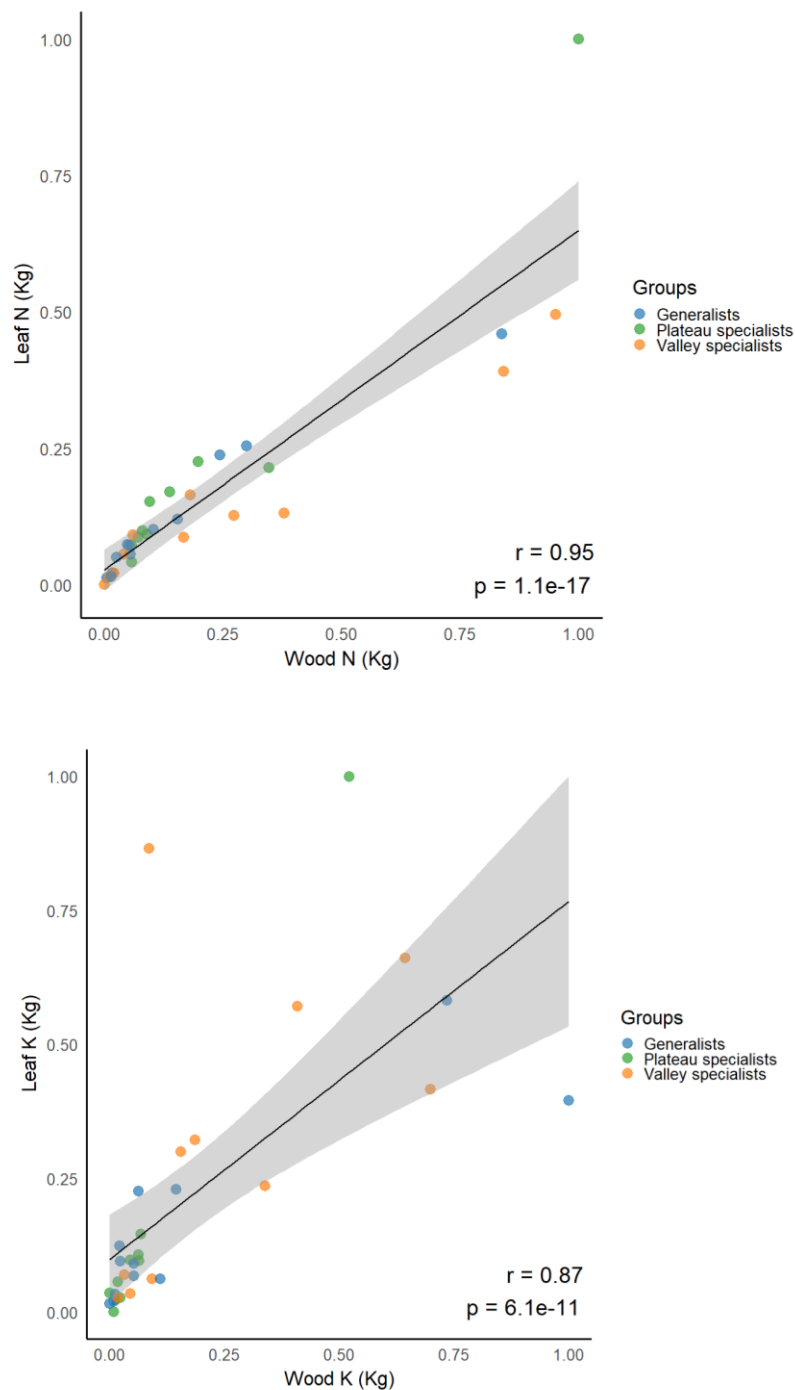 1.00
0.75
0.50
0.25
0.00
Leaf N (Kg)
Groups
Generalists
Plateau specialists
Valley specialists
r = 0.95
p = 1.1e-17
0.00 0.25 0.50 0.75 1.00
Wood N (Kg)
1.00
0.75
0.50
0.25
0.00
Leaf K (Kg)
Groups
Generalists
Plateau specialists
Valley specialists
r = 0.87
p = 6.1e-11
0.00 0.25 0.50 0.75 1.00
Wood K (Kg)